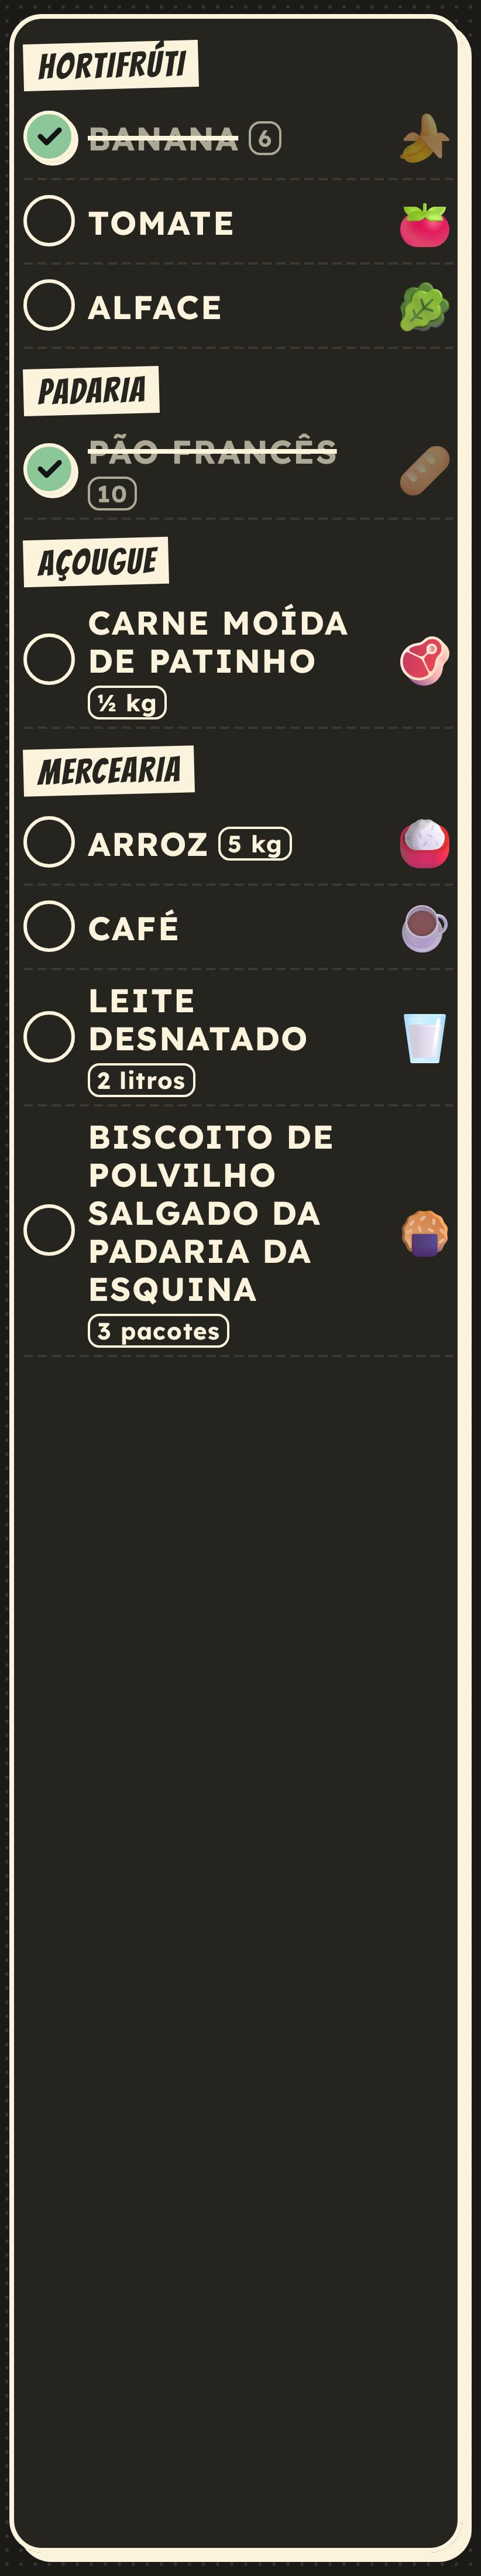 HORTIFRÚTI
BANANA 6
TOMATE
ALFACE
PADARIA
PÃO FRANCÊS
10
AÇOUGUE
CARNE MOÍDA
DE PATINHO
½ kg
MERCEARIA
ARROZ 5 kg
CAFÉ
LEITE
DESNATADO
2 litros
BISCOITO DE
POLVILHO
SALGADO DA
PADARIA DA
ESQUINA
3 pacotes